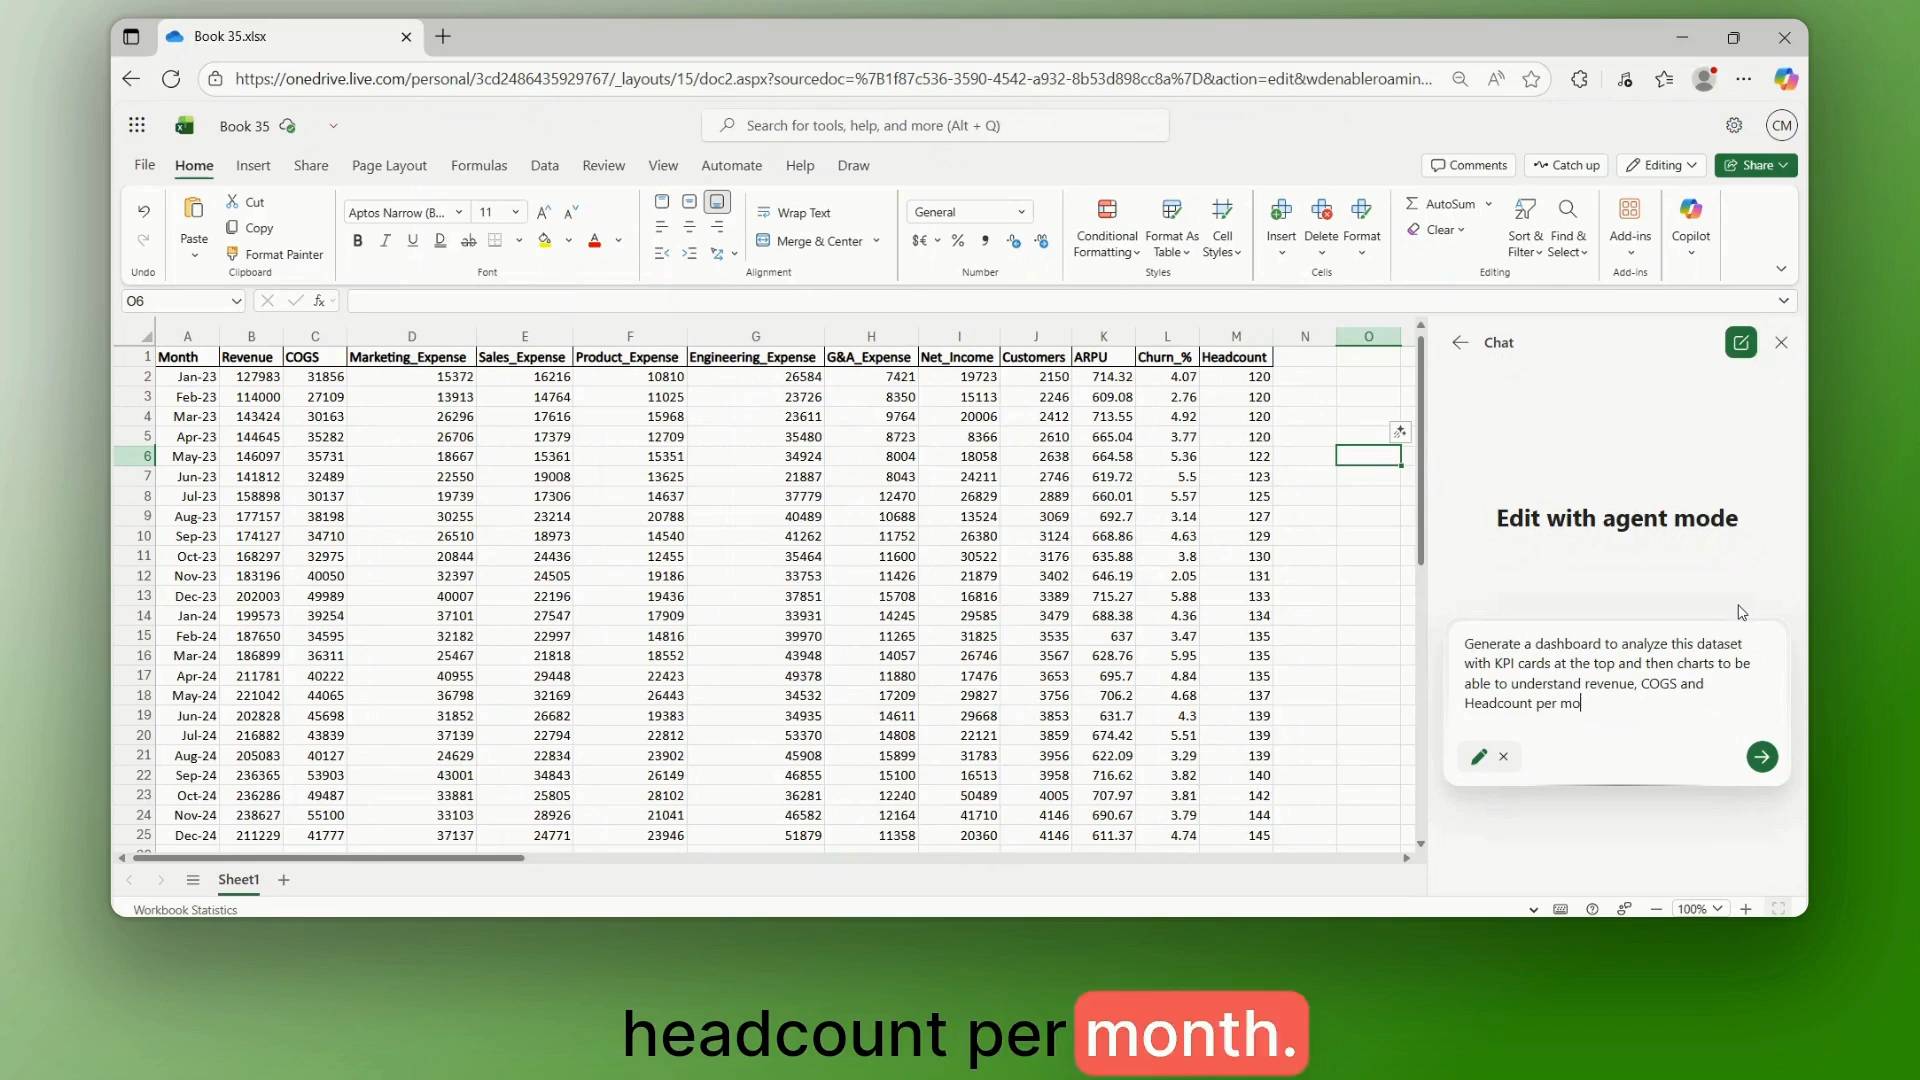 Book 35.xlsx
https://onedrive.live.com/personal/3cd2486435929767/_layouts/15/doc2.aspx?sourcedoc=%7B1f87c536-3590-4542-a932-8b53d898cc8a%7D&action=edit&wdenableroamin...
Book 35
Search for tools, help, and more (Alt + Q)
CM
File Home Insert Share Page Layout Formulas Data Review View Automate Help Draw
Comments Catch up Editing Share
Cut
Copy
Format Painter
Paste
Undo
Clipboard
Aptos Narrow (B... 11
Font
Wrap Text
Merge & Center
Alignment
General
Number
Conditional Formatting
Format As Table
Cell Styles
Styles
Insert Delete Format
Cells
AutoSum
Clear
Sort & Filter
Find & Select
Editing
Add-ins
Add-ins
Copilot
O6
A B C D E F G H I J K L M N O
1 Month Revenue COGS Marketing_Expense Sales_Expense Product_Expense Engineering_Expense G&A_Expense Net_Income Customers ARPU Churn_% Headcount
2 Jan-23 127983 31856 15372 16216 10810 26584 7421 19723 2150 714.32 4.07 120
3 Feb-23 114000 27109 13913 14764 11025 23726 8350 15113 2246 609.08 2.76 120
4 Mar-23 143424 30163 26296 17616 15968 23611 9764 20006 2412 713.55 4.92 120
5 Apr-23 144645 35282 26706 17379 12709 35480 8723 8366 2610 665.04 3.77 120
6 May-23 146097 35731 18667 15361 15351 34924 8004 18058 2638 664.58 5.36 122
7 Jun-23 141812 32489 22550 19008 13625 21887 8043 24211 2746 619.72 5.5 123
8 Jul-23 158898 30137 19739 17306 14637 37779 12470 26829 2889 660.01 5.57 125
9 Aug-23 177157 38198 30255 23214 20788 40489 10688 13524 3069 692.7 3.14 127
10 Sep-23 174127 34710 26510 18973 14540 41262 11752 26380 3124 668.86 4.63 129
11 Oct-23 168297 32975 20844 24436 12455 35464 11600 30522 3176 635.88 3.8 130
12 Nov-23 183196 40050 32397 24505 19186 33753 11426 21879 3402 646.19 2.05 131
13 Dec-23 202003 49989 40007 22196 19436 37851 15708 16816 3389 715.27 5.88 133
14 Jan-24 199573 39254 37101 27547 17909 33931 14245 29585 3479 688.38 4.36 134
15 Feb-24 187650 34595 32182 22997 14816 39970 11265 31825 3535 637 3.47 135
16 Mar-24 186899 36311 25467 21818 18552 43948 14057 26746 3567 628.76 5.95 135
17 Apr-24 211781 40222 40955 29448 22423 49378 11880 17476 3653 695.7 4.84 135
18 May-24 221042 44065 36798 32169 26443 34532 17209 29827 3756 706.2 4.68 137
19 Jun-24 202828 45698 31852 26682 19383 34935 14611 29668 3853 631.7 4.3 139
20 Jul-24 216882 43839 37139 22794 22812 53370 14808 22121 3859 674.42 5.51 139
21 Aug-24 205083 40127 24629 22834 23902 45908 15899 31783 3956 622.09 3.29 139
22 Sep-24 236365 53903 43001 34843 26149 46855 15100 16513 3958 716.62 3.82 140
23 Oct-24 236286 49487 33881 25805 28102 36281 12240 50489 4005 707.97 3.81 142
24 Nov-24 238627 55100 33103 28926 21041 46582 12164 41710 4146 690.67 3.79 144
25 Dec-24 211229 41777 37137 24771 23946 51879 11358 20360 4146 611.37 4.74 145
Chat
Edit with agent mode
Generate a dashboard to analyze this dataset
with KPI cards at the top and then charts to be
able to understand revenue, COGS and
Headcount per mo
Sheet1
Workbook Statistics
100%
headcount per month.